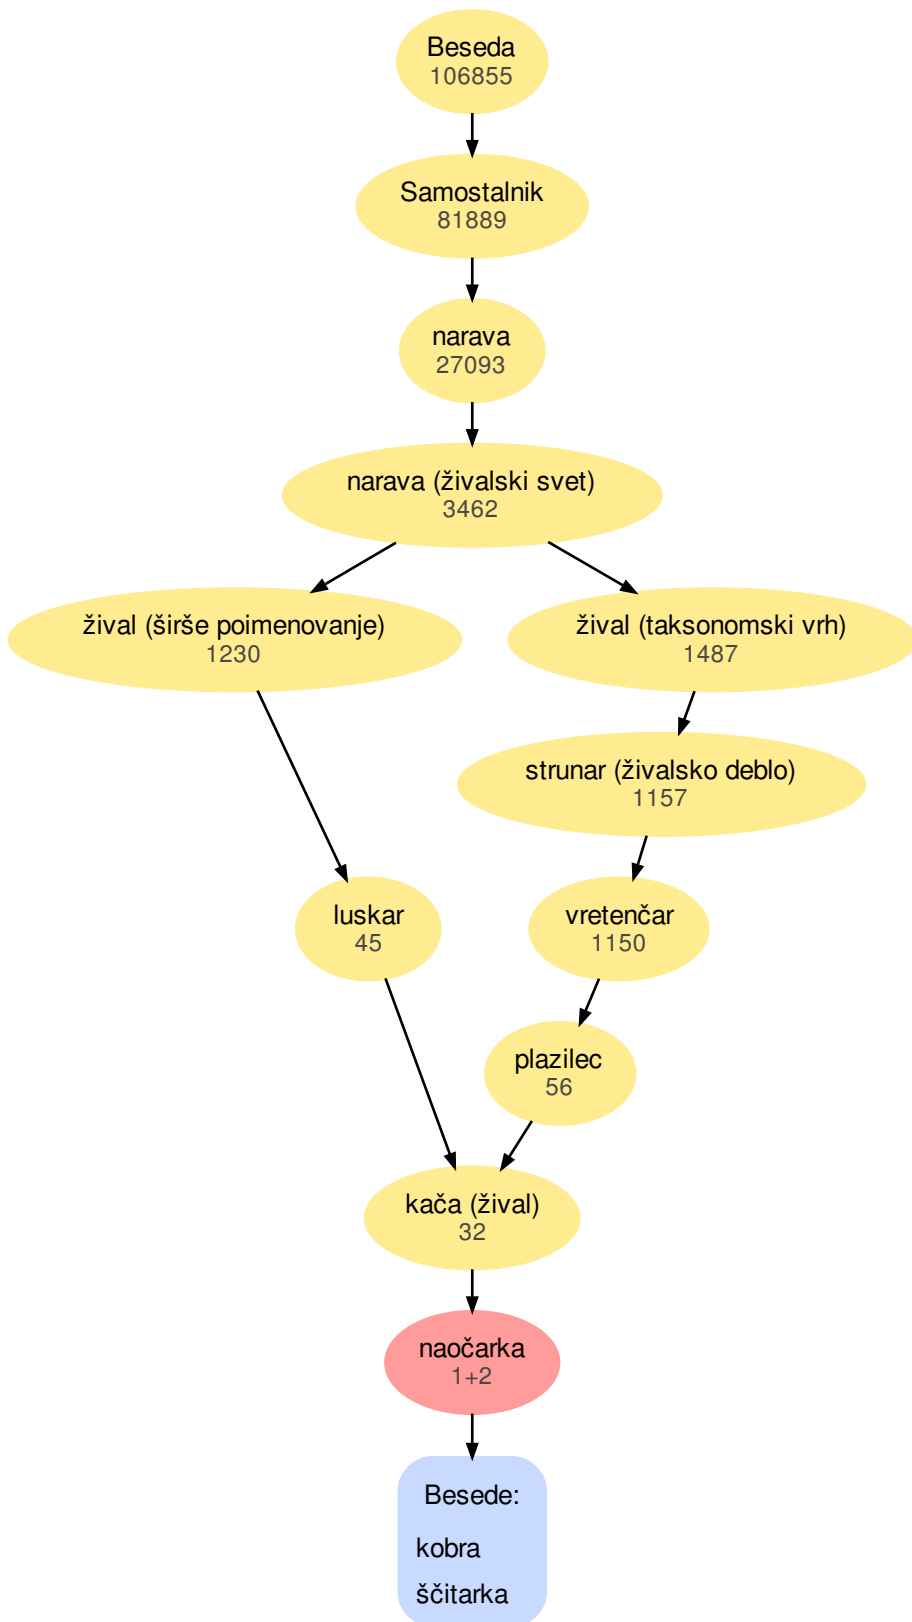 Beseda
106855
Samostalnik
81889
narava
27093
narava (živalski svet)
3462
žival (širše poimenovanje)
1230
žival (taksonomski vrh)
1487
strunar (živalsko deblo)
1157
luskar
45
vretenčar
1150
plazilec
56
kača (žival)
32
naočarka
1+2
Besede:
kobra
ščitarka